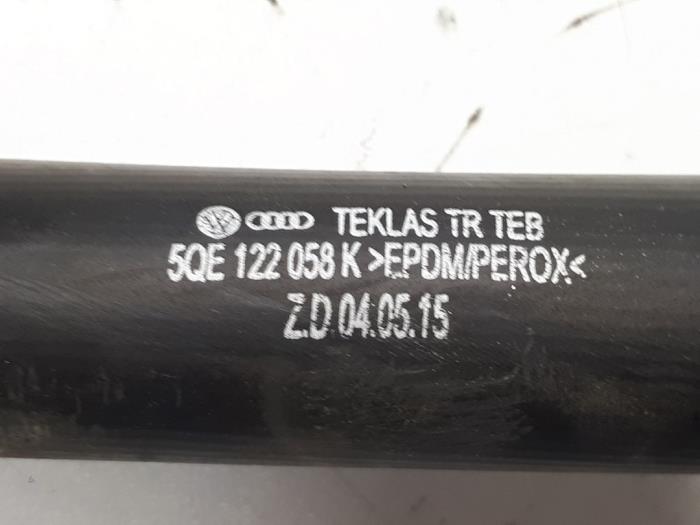 TEKLAS TR TEB
5QE 122 058 K >EPDM/PEROX<
Z.D 04.05.15